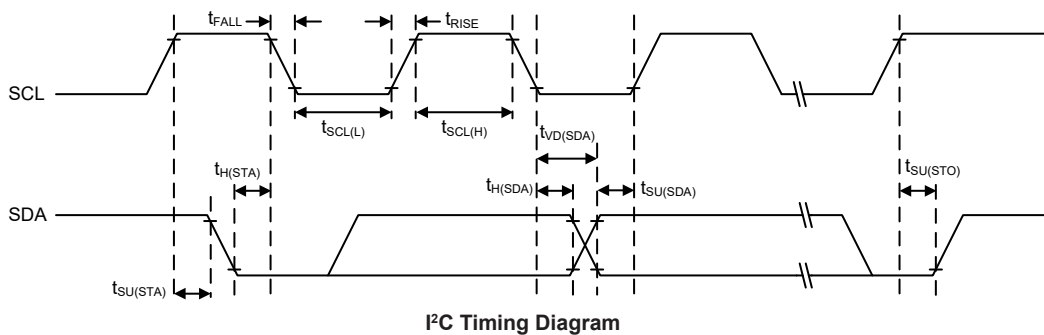 tFALL tRISE
SCL
tSCL(L) tSCL(H) tVD(SDA)
tH(STA) tH(SDA) tSU(SDA) tSU(STO)
SDA
tSU(STA)
I²C Timing Diagram